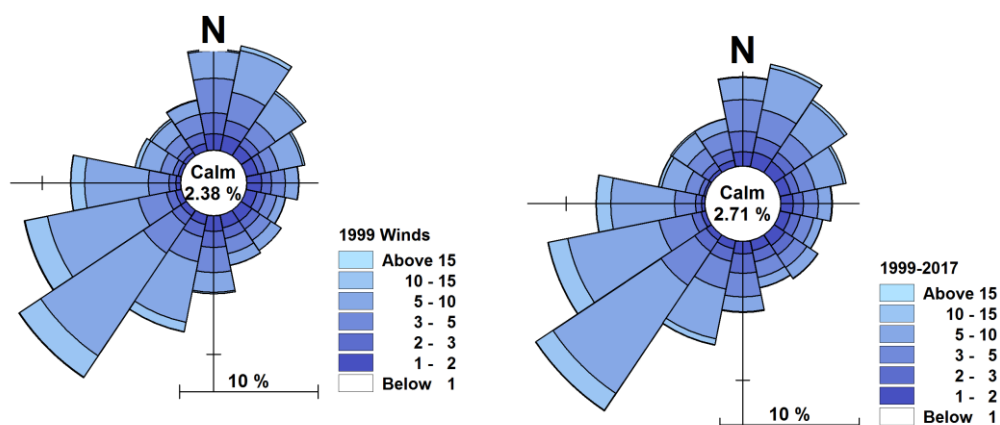 N
Calm
2.38 %
1999 Winds
Above 15
10 - 15
5 - 10
3 - 5
2 - 3
1 - 2
Below 1
10 %
N
Calm
2.71 %
1999-2017
Above 15
10 - 15
5 - 10
3 - 5
2 - 3
1 - 2
Below 1
10 %